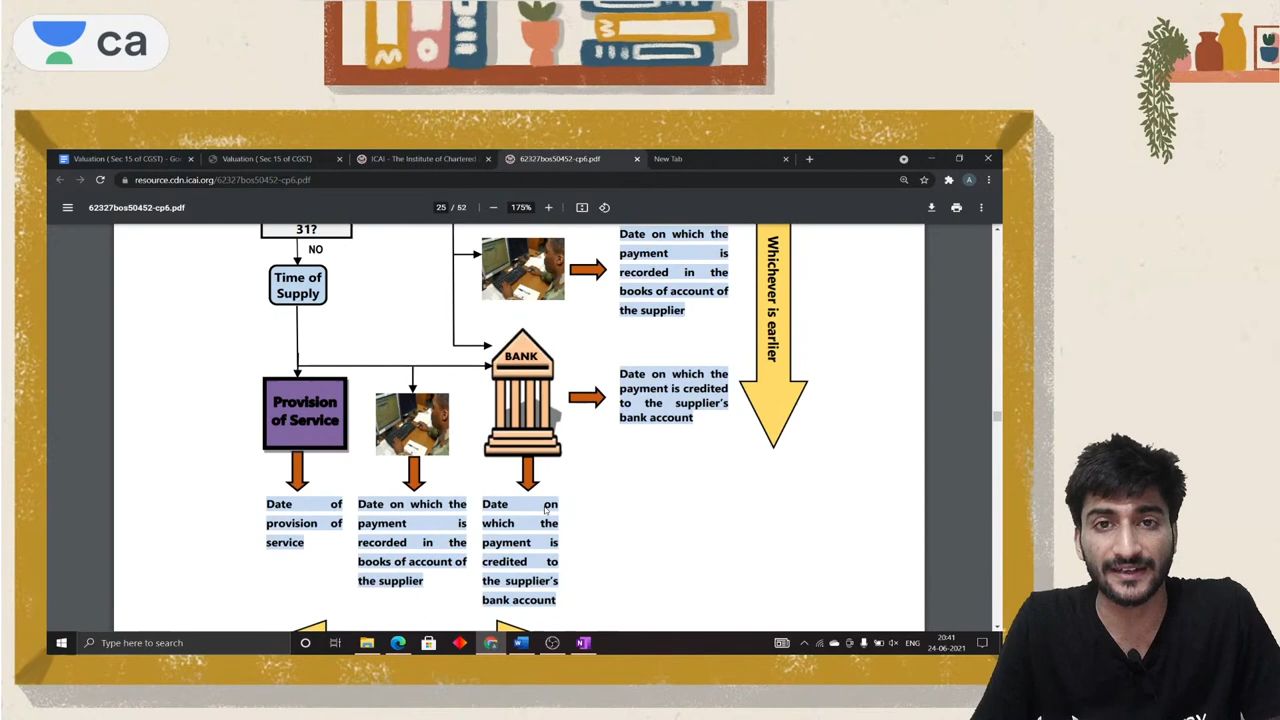 ca
Valuation ( Sec 15 of CGST) - Go
Valuation ( Sec 15 of CGST)
ICAI - The Institute of Chartered
62327bos50452-cp6.pdf
New Tab
resource.cdn.icai.org/62327bos50452-cp6.pdf
A
62327bos50452-cp6.pdf
25 / 52
175%
31?
NO
Time of
Supply
Provision
of Service
BANK
Date on which the
payment is
recorded in the
books of account of
the supplier
Date on which the
payment is credited
to the supplier's
bank account
Whichever is earlier
Date of
provision of
service
Date on which the
payment is
recorded in the
books of account of
the supplier
Date on
which the
payment is
credited to
the supplier's
bank account
Type here to search
ENG
20:41
24-06-2021